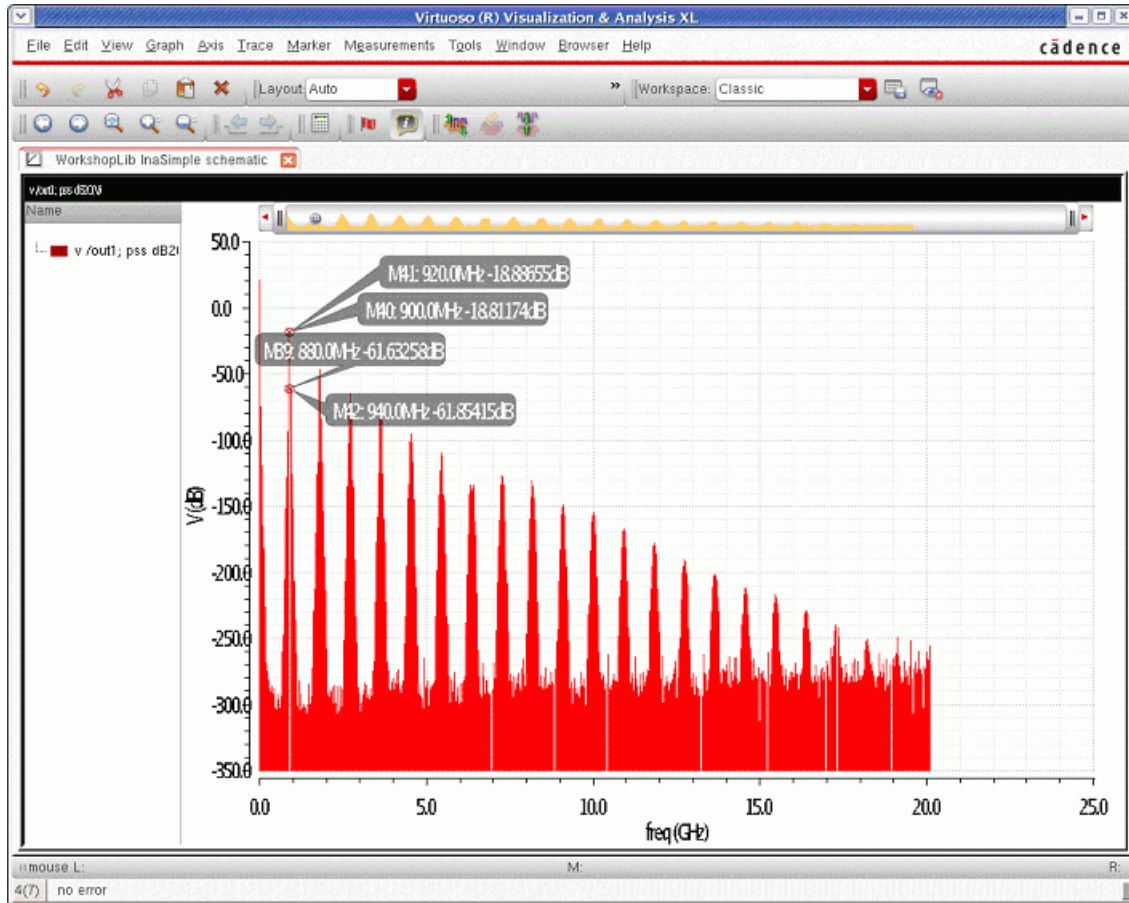 Virtuoso (R) Visualization & Analysis XL
File Edit View Graph Axis Trace Marker Measurements Tools Window Browser Help
cādence
Layout: Auto
» Workspace: Classic
WorkshopLib lnaSimple schematic
v /out1; pss dB20(V)
Name
v /out1; pss dB20
50.0
0.0
-50.0
-100.0
-150.0
-200.0
-250.0
-300.0
-350.0
V (dB)
M41: 920.0MHz -18.88655dB
M40: 900.0MHz -18.81174dB
M39: 880.0MHz -61.63258dB
M42: 940.0MHz -61.85415dB
0.0 5.0 10.0 15.0 20.0 25.0
freq (GHz)
mouse L: M: R:
4(7) no error